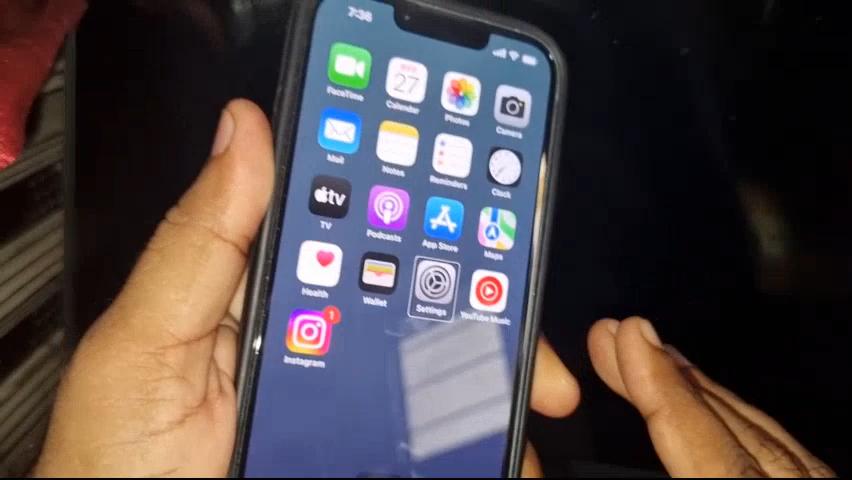 7:36
FaceTime
27
Calendar
Photos
Camera
Mail
Notes
Reminders
Clock
tv
TV
Podcasts
App Store
Maps
Health
Wallet
Settings
YouTube Music
1
Instagram